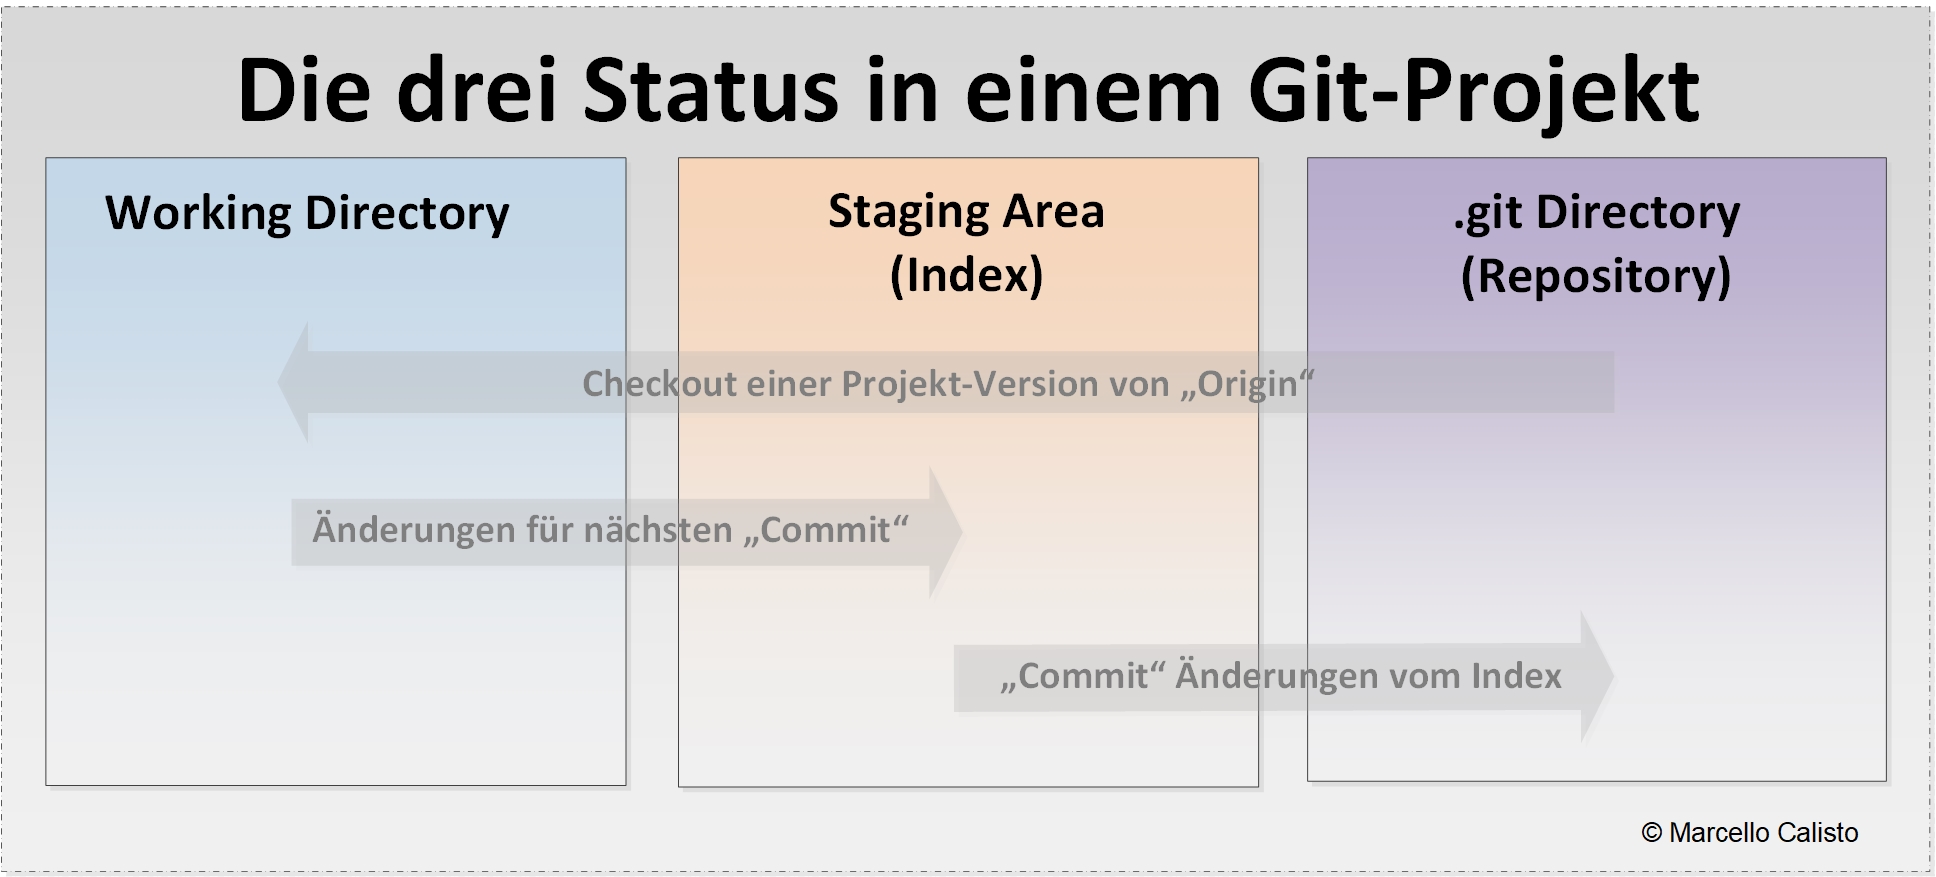 Die drei Status in einem Git-Projekt
Working Directory
Staging Area
(Index)
.git Directory
(Repository)
Checkout einer Projekt-Version von „Origin“
Änderungen für nächsten „Commit“
„Commit“ Änderungen vom Index
© Marcello Calisto